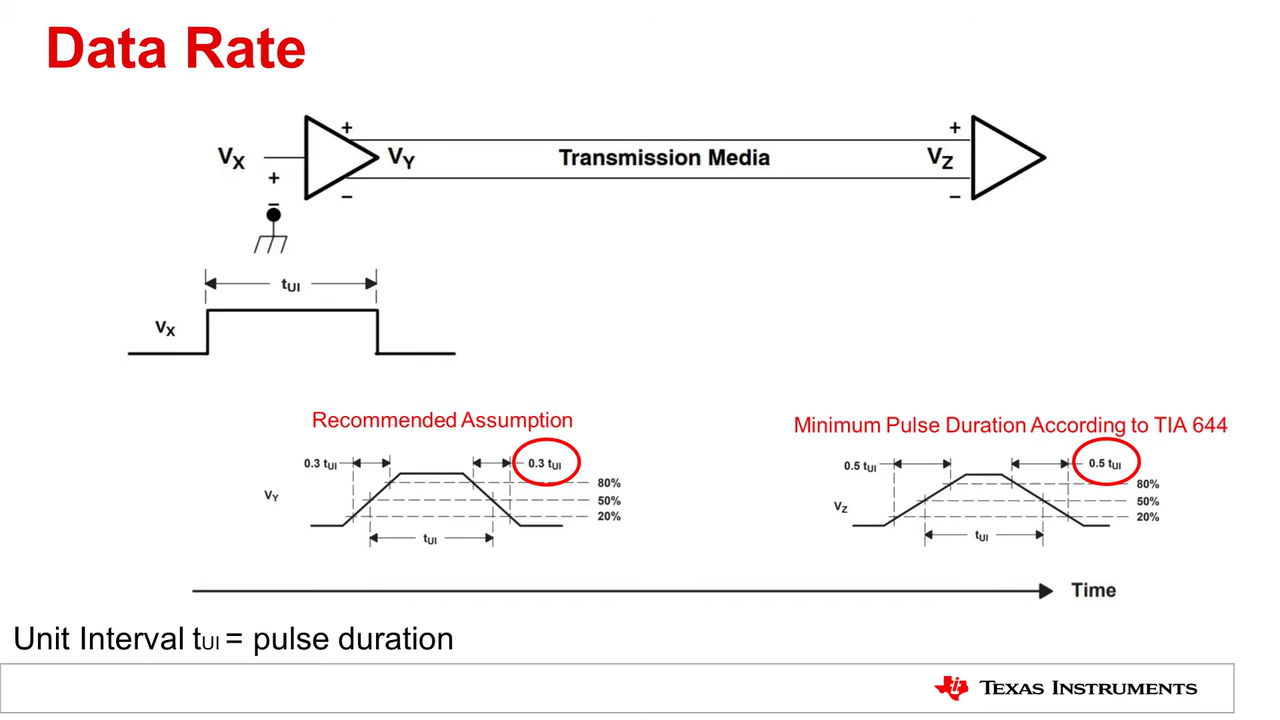 Data Rate
+
+
VX
VY
Transmission Media
VZ
+
–
–
–
tUI
VX
Recommended Assumption
Minimum Pulse Duration According to TIA 644
0.3 tUI
0.3 tUI
80%
VY
50%
20%
tUI
0.5 tUI
0.5 tUI
80%
VZ
50%
20%
tUI
Time
Unit Interval tUI = pulse duration
TEXAS INSTRUMENTS